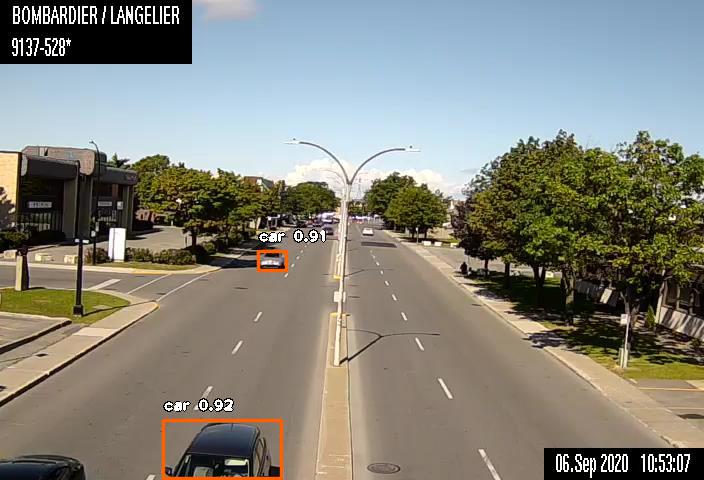 BOMBARDIER / LANGELIER
9137-528*
car 0.91
car 0.92
06.Sep 2020 10:53:07